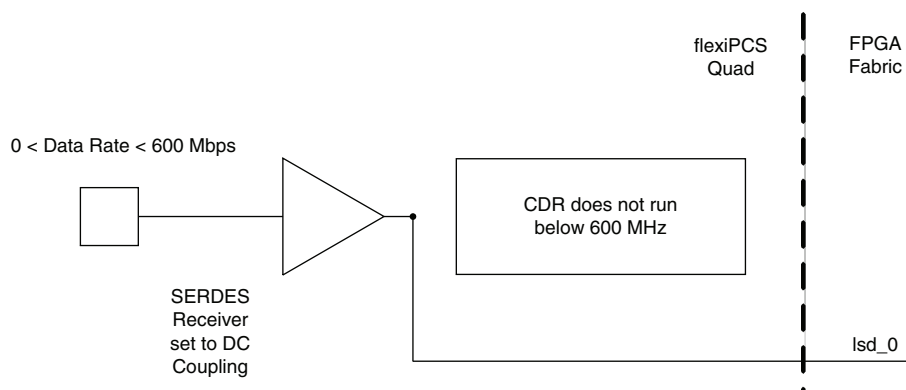 flexiPCS
Quad
FPGA
Fabric
0 < Data Rate < 600 Mbps
CDR does not run
below 600 MHz
SERDES
Receiver
set to DC
Coupling
lsd_0